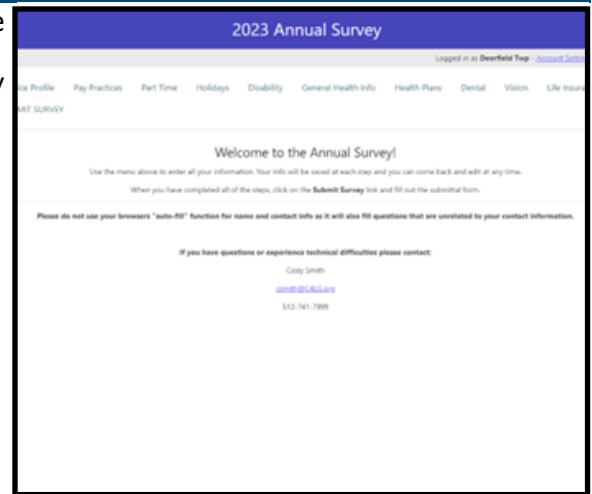 e
y
2023 Annual Survey
Logged in as Deerfield Twp - Account Settin
ice Profile Pay Practices Part Time Holidays Disability General Health Info Health Plans Dental Vision Life Insura
MIT SURVEY
Welcome to the Annual Survey!
Use the menu above to enter all your information. Your info will be saved at each step and you can come back and edit at any time.
When you have completed all of the steps, click on the Submit Survey link and fill out the submittal form.
Please do not use your browsers "auto-fill" function for name and contact info as it will also fill questions that are unrelated to your contact information.
If you have questions or experience technical difficulties please contact:
Cody Smith
csmith@C4LG.org
513-741-7999